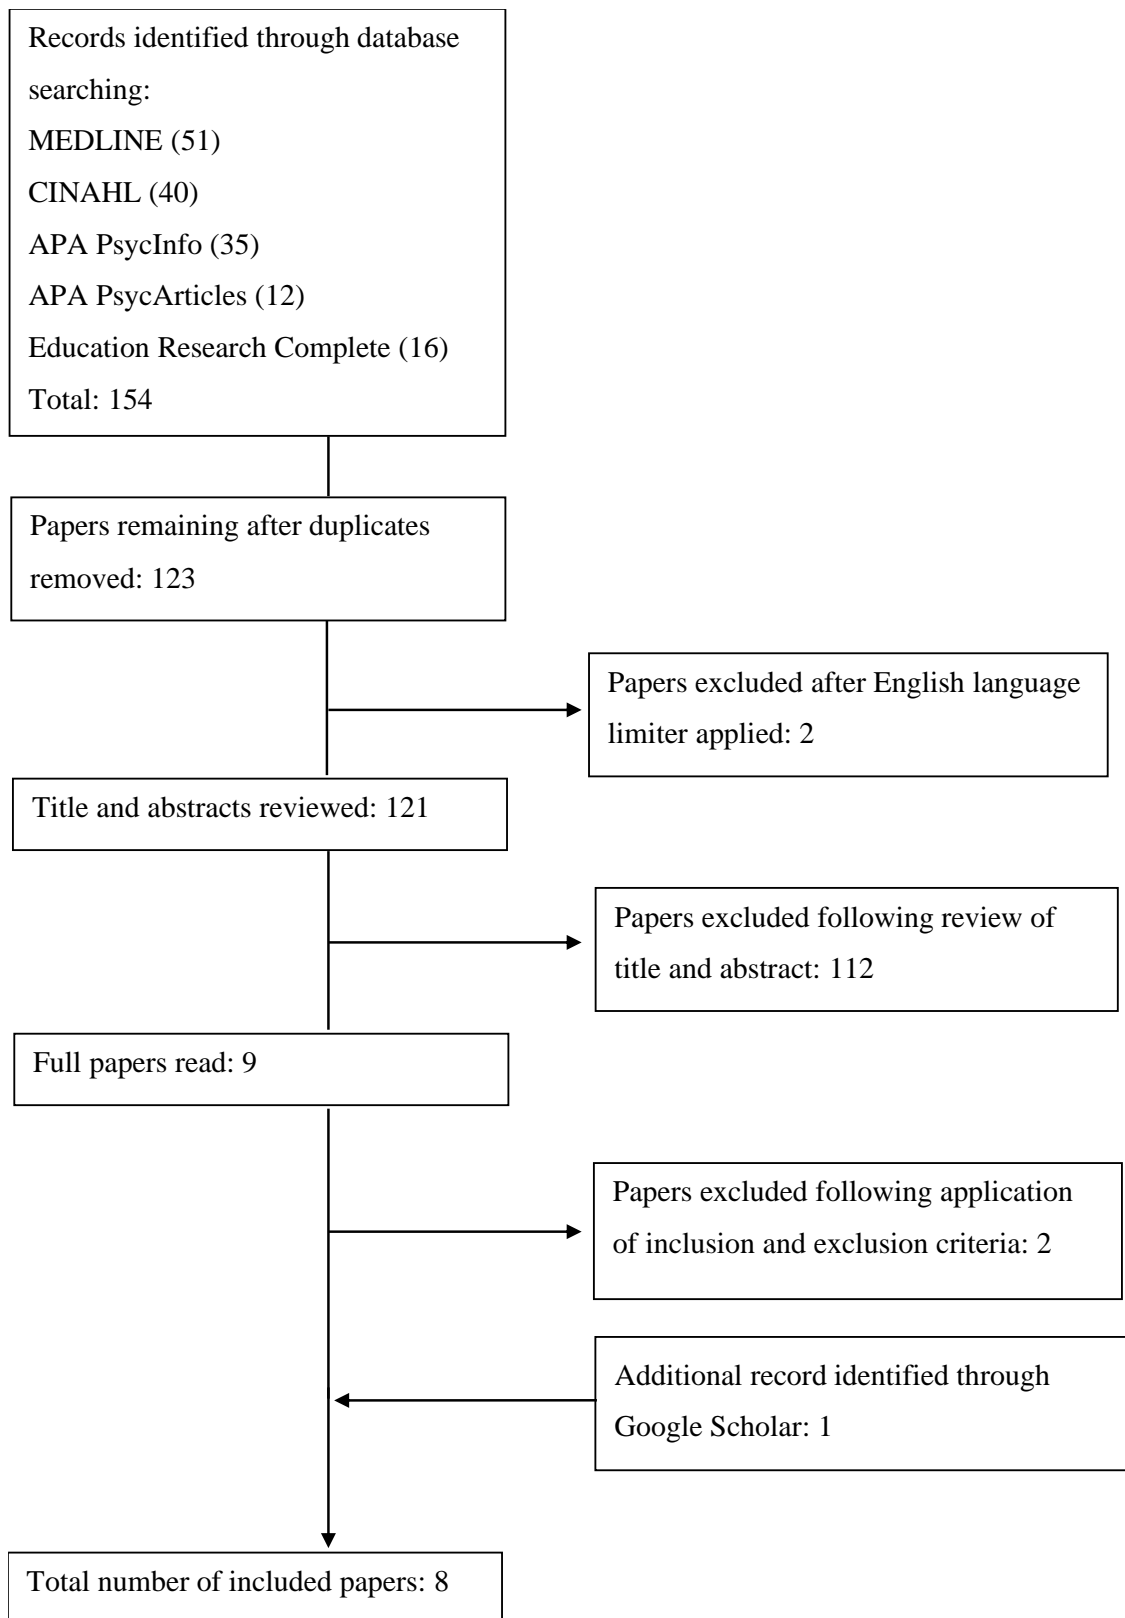 Records identified through database
searching:
MEDLINE (51)
CINAHL (40)
APA PsycInfo (35)
APA PsycArticles (12)
Education Research Complete (16)
Total: 154
Papers remaining after duplicates
removed: 123
Papers excluded after English language
limiter applied: 2
Title and abstracts reviewed: 121
Papers excluded following review of
title and abstract: 112
Full papers read: 9
Papers excluded following application
of inclusion and exclusion criteria: 2
Additional record identified through
Google Scholar: 1
Total number of included papers: 8